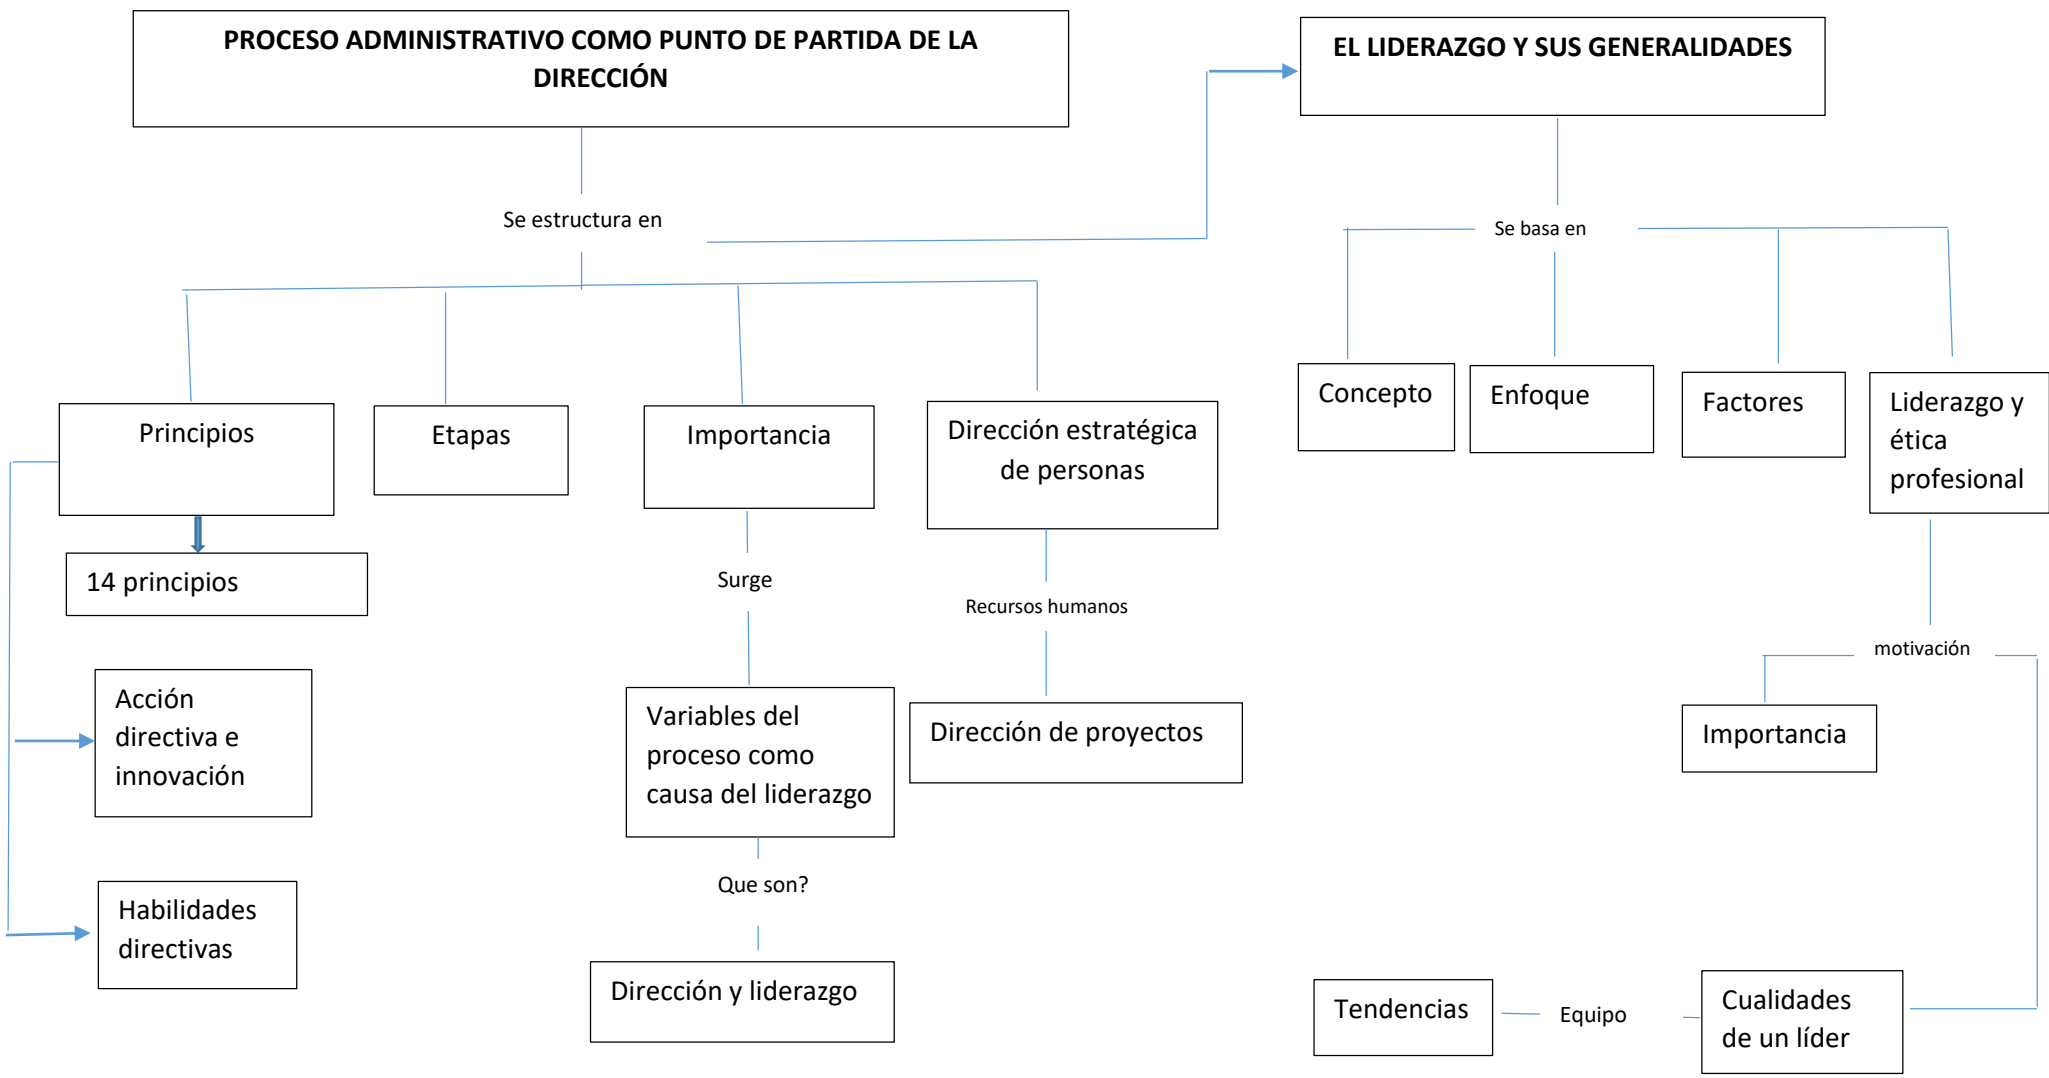 PROCESO ADMINISTRATIVO COMO PUNTO DE PARTIDA DE LA
DIRECCIÓN
Se estructura en
Principios
14 principios
Acción
directiva e
innovación
Habilidades
directivas
Etapas
Importancia
Surge
Variables del
proceso como
causa del liderazgo
Que son?
Dirección y liderazgo
Dirección estratégica
de personas
Recursos humanos
Dirección de proyectos
EL LIDERAZGO Y SUS GENERALIDADES
Se basa en
Concepto
Enfoque
Factores
Liderazgo y
ética
profesional
motivación
Importancia
Cualidades
de un líder
Equipo
Tendencias